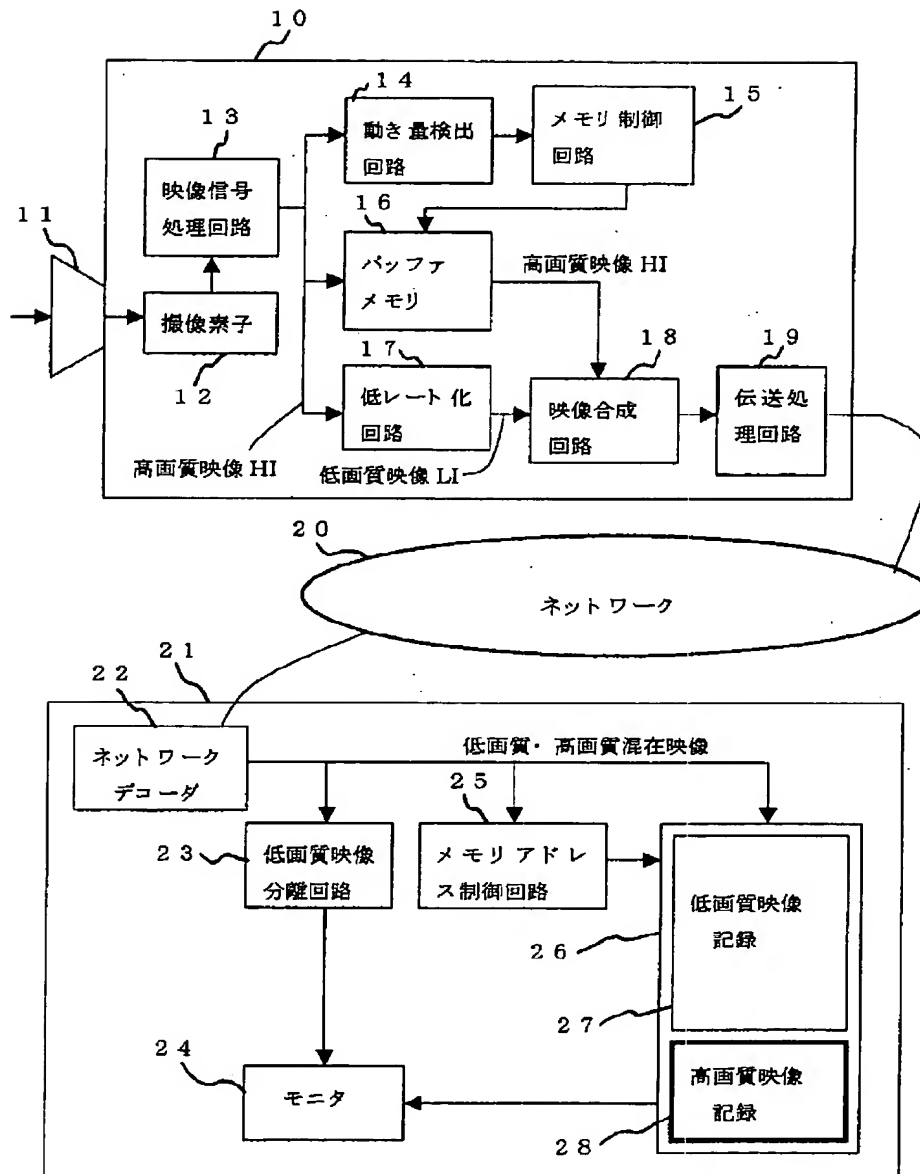 10
14
15
13
動き量検出
回路
メモリ制御
回路
映像信号
処理回路
16
11
バッファ
メモリ
高画質映像 HI
撮像素子
12
17
18
19
低レート化
回路
映像合成
回路
伝送処
理回路
高画質映像 HI
低画質映像 LI
20
ネットワーク
21
22
ネットワーク
デコーダ
低画質・高画質混在映像
25
23
低画質映像
分離回路
メモリアドレ
ス制御回路
低画質映像
記録
26
27
24
モニタ
高画質映像
記録
28